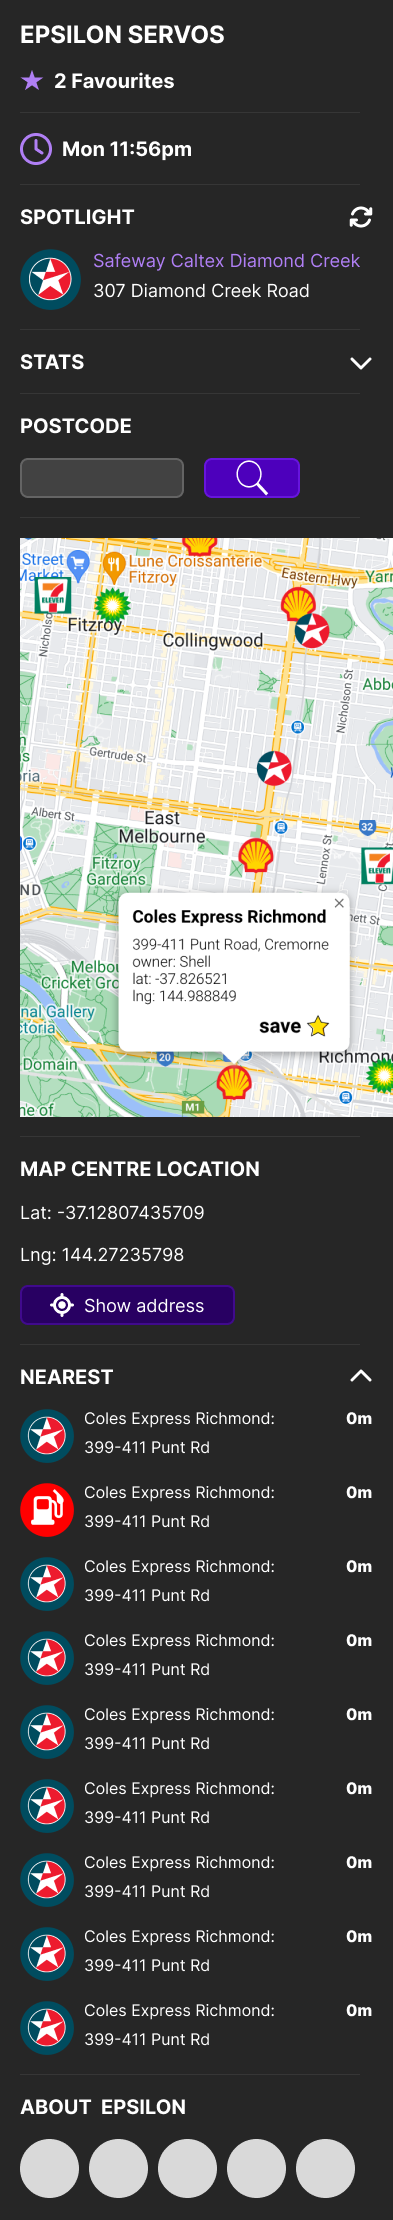 EPSILON SERVOS
2 Favourites
Mon 11:56pm
SPOTLIGHT
Safeway Caltex Diamond Creek
307 Diamond Creek Road
STATS
POSTCODE
Street
Market
Lune Croissanterie
Fitzroy
Eastern Hwy
Yarr
7
ELEVEN
Fitzroy
Nicholso
Collingwood
Nicholson St
Abbo
Gertrude St
ria
Albert St
East
Melbourne
32
7
ELEVEN
Lennox St
Fitzroy
Gardens
ND
Coles Express Richmond
399-411 Punt Road, Cremorne
owner: Shell
lat: -37.826521
lng: 144.988849
save
nett St
Melbou
Cricket Gro
nal Gallery
ctoria
Domain
20
Richmond
M1
ne of
MAP CENTRE LOCATION
Lat: -37.12807435709
Lng: 144.27235798
Show address
NEAREST
Coles Express Richmond: 0m
399-411 Punt Rd
Coles Express Richmond: 0m
399-411 Punt Rd
Coles Express Richmond: 0m
399-411 Punt Rd
Coles Express Richmond: 0m
399-411 Punt Rd
Coles Express Richmond: 0m
399-411 Punt Rd
Coles Express Richmond: 0m
399-411 Punt Rd
Coles Express Richmond: 0m
399-411 Punt Rd
Coles Express Richmond: 0m
399-411 Punt Rd
Coles Express Richmond: 0m
399-411 Punt Rd
ABOUT EPSILON